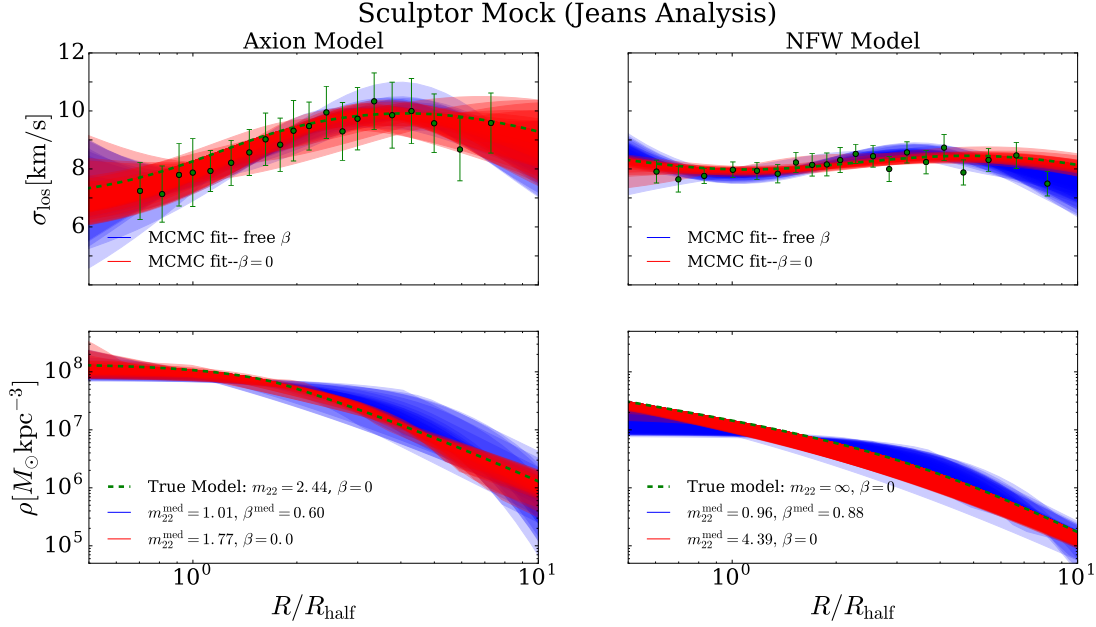 Sculptor Mock (Jeans Analysis)
Axion Model
NFW Model
12
10
8
6
σ_los [km/s]
MCMC fit-- free β
MCMC fit--β=0
MCMC fit-- free β
MCMC fit--β=0
10^8
10^7
10^6
10^5
ρ[M_⊙kpc^−3]
True Model: m_22=2.44, β=0
m_22^med=1.01, β^med=0.60
m_22^med=1.77, β=0.0
True model: m_22=∞, β=0
m_22^med=0.96, β^med=0.88
m_22^med=4.39, β=0
10^0
10^1
10^0
10^1
R/R_half
R/R_half